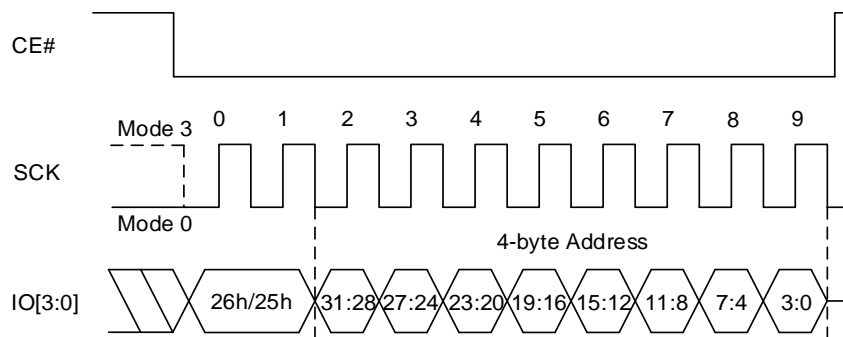 CE#
0 1 2 3 4 5 6 7 8 9
Mode 3
SCK
Mode 0
4-byte Address
IO[3:0]
26h/25h 31:28 27:24 23:20 19:16 15:12 11:8 7:4 3:0